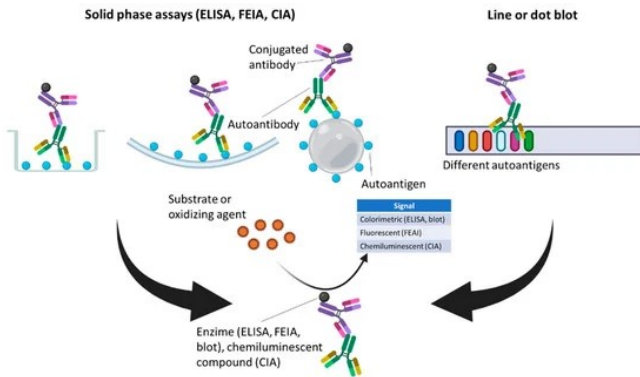 Solid phase assays (ELISA, FEIA, CIA)
Line or dot blot
Conjugated
antibody
Autoantibody
Different autoantigens
Autoantigen
Substrate or
oxidizing agent
Signal
Colorimetric (ELISA, blot)
Fluorescent (FEAI)
Chemiluminescent (CIA)
Enzime (ELISA, FEIA,
blot), chemiluminescent
compound (CIA)